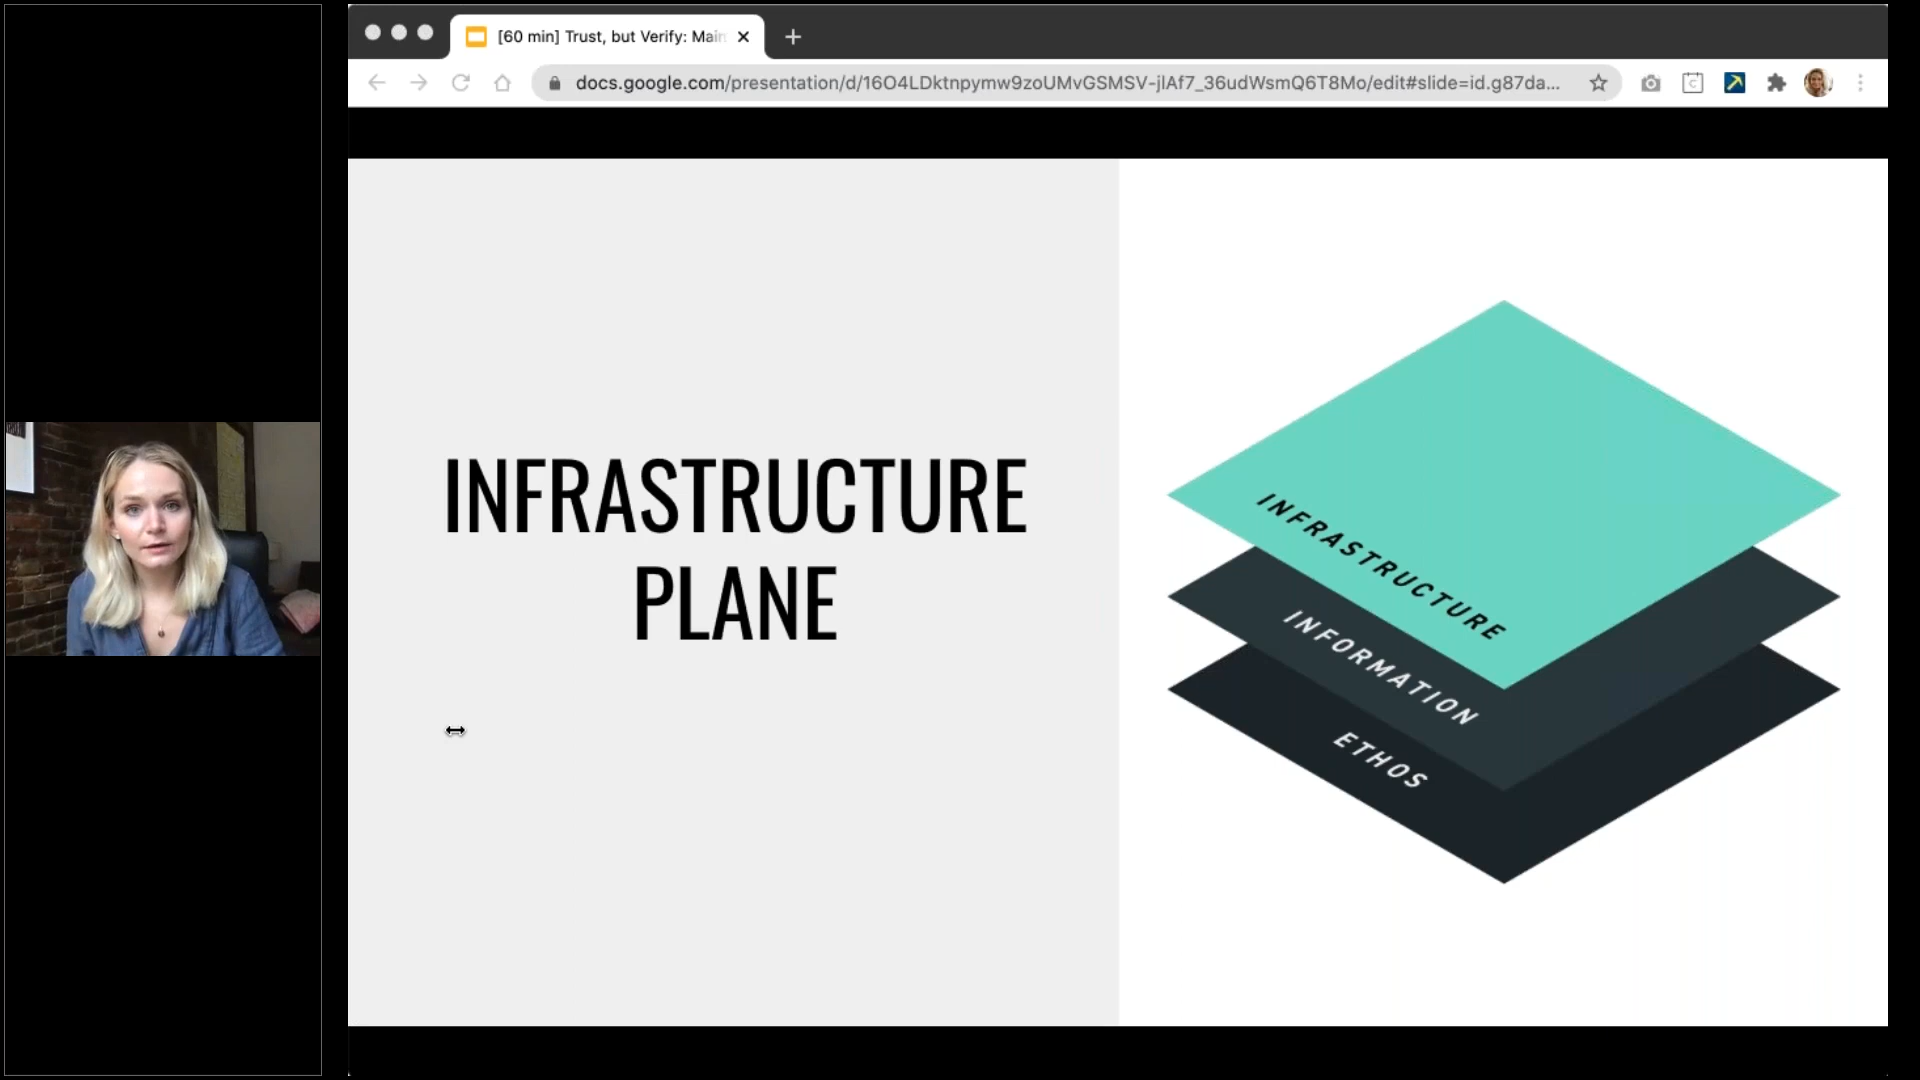 [60 min] Trust, but Verify: Main
docs.google.com/presentation/d/16O4LDktnpymw9zoUMvGSMSV-jlAf7_36udWsmQ6T8Mo/edit#slide=id.g87da...
INFRASTRUCTURE
PLANE
INFRASTRUCTURE
INFORMATION
ETHOS